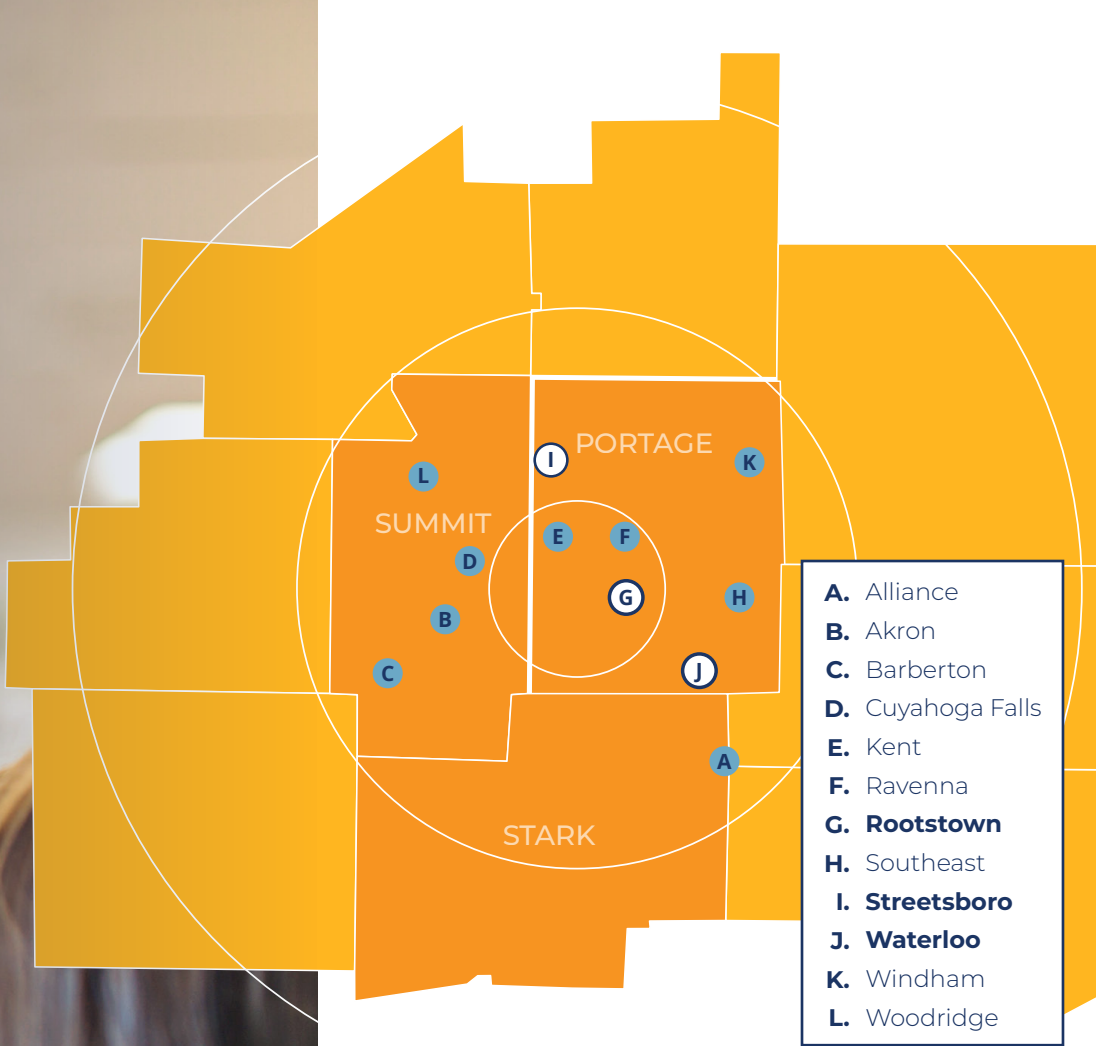 PORTAGE
I
K
L
SUMMIT
E
F
D
G
H
B
J
C
A
STARK
A. Alliance
B. Akron
C. Barberton
D. Cuyahoga Falls
E. Kent
F. Ravenna
G. Rootstown
H. Southeast
I. Streetsboro
J. Waterloo
K. Windham
L. Woodridge